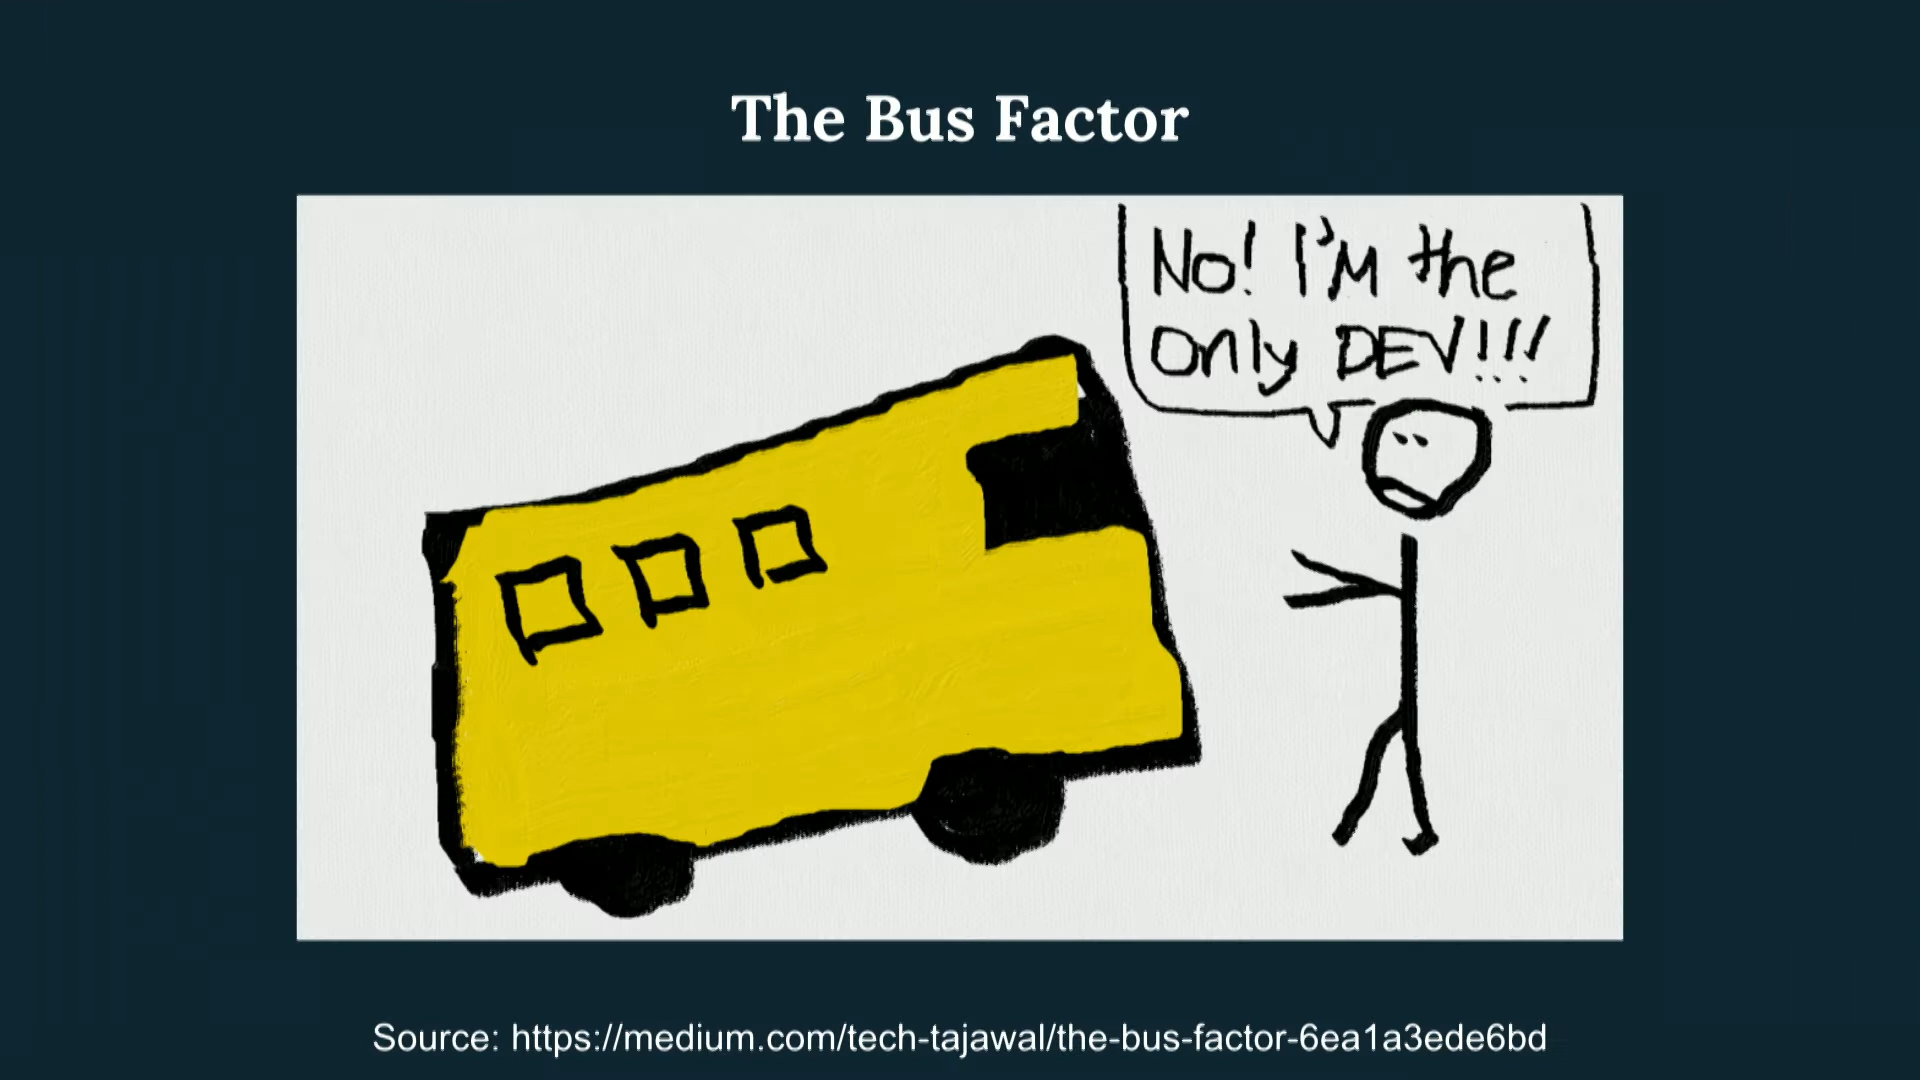 The Bus Factor
No! I'M the
Only DEV!!!
Source: https://medium.com/tech-tajawal/the-bus-factor-6ea1a3ede6bd